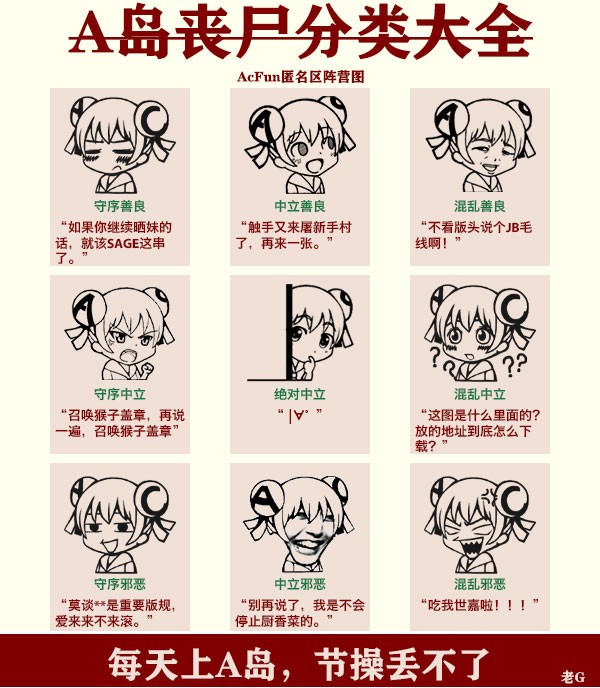 A岛丧尸分类大全
AcFun匿名区阵营图
守序善良
“如果你继续晒妹的
话，就该SAGE这串
了。”
中立善良
“触手又来屠新手村
了，再来一张。”
混乱善良
“不看版头说个JB毛
线啊！”
守序中立
“召唤猴子盖章，再说
一遍，召唤猴子盖章”
绝对中立
“ |∀ﾟ ”
混乱中立
“这图是什么里面的？
放的地址到底怎么下
载？”
守序邪恶
“莫谈**是重要版规，
爱来来不来滚。”
中立邪恶
“别再说了，我是不会
停止厨香菜的。”
混乱邪恶
“吃我世嘉啦！！！”
每天上A岛，节操丢不了
老G